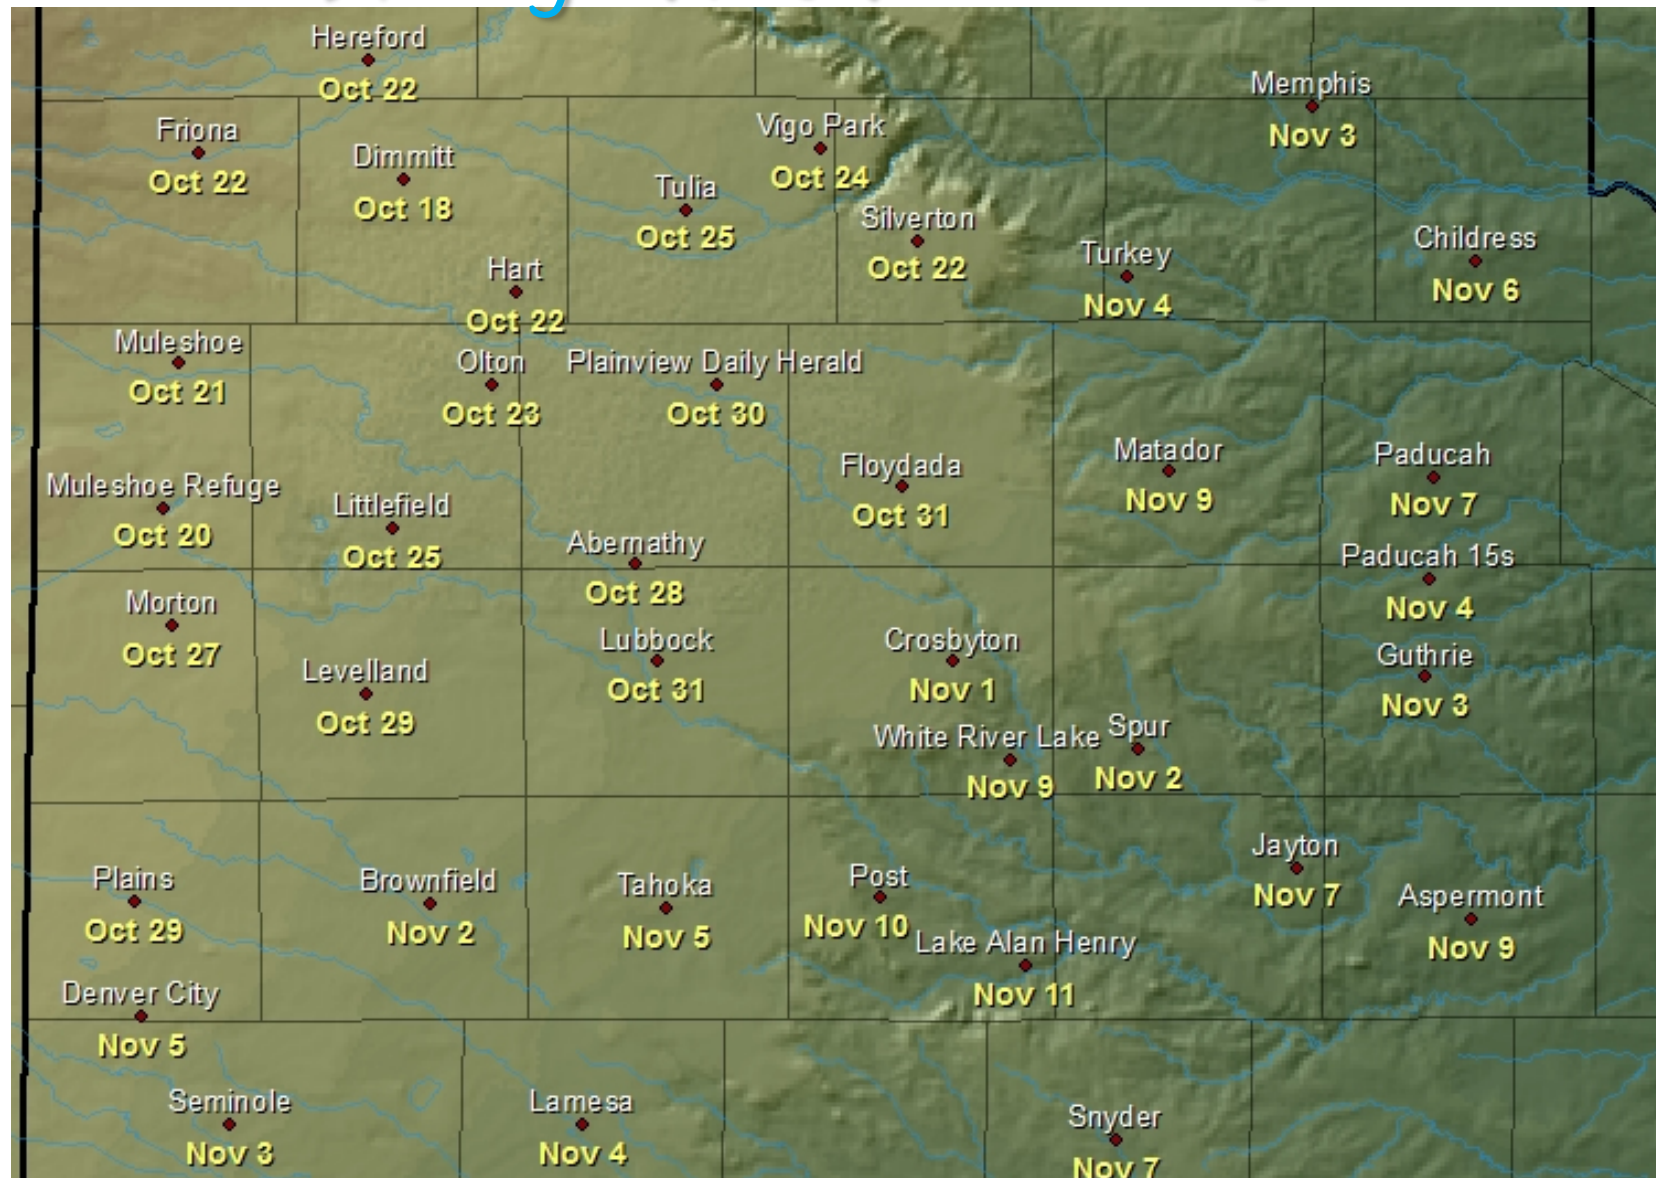 Hereford
Oct 22
Memphis
Nov 3
Friona
Oct 22
Dimmitt
Oct 18
Vigo Park
Oct 24
Tulia
Oct 25
Silverton
Oct 22
Turkey
Nov 4
Childress
Nov 6
Hart
Oct 22
Muleshoe
Oct 21
Olton
Oct 23
Plainview Daily Herald
Oct 30
Floydada
Oct 31
Matador
Nov 9
Paducah
Nov 7
Muleshoe Refuge
Oct 20
Littlefield
Oct 25
Abernathy
Oct 28
Paducah 15s
Nov 4
Morton
Oct 27
Lubbock
Oct 31
Crosbyton
Nov 1
Guthrie
Nov 3
Levelland
Oct 29
White River Lake
Nov 9
Spur
Nov 2
Jayton
Nov 7
Plains
Oct 29
Brownfield
Nov 2
Tahoka
Nov 5
Post
Nov 10
Aspermont
Nov 9
Lake Alan Henry
Nov 11
Denver City
Nov 5
Seminole
Nov 3
Lamesa
Nov 4
Snyder
Nov 7